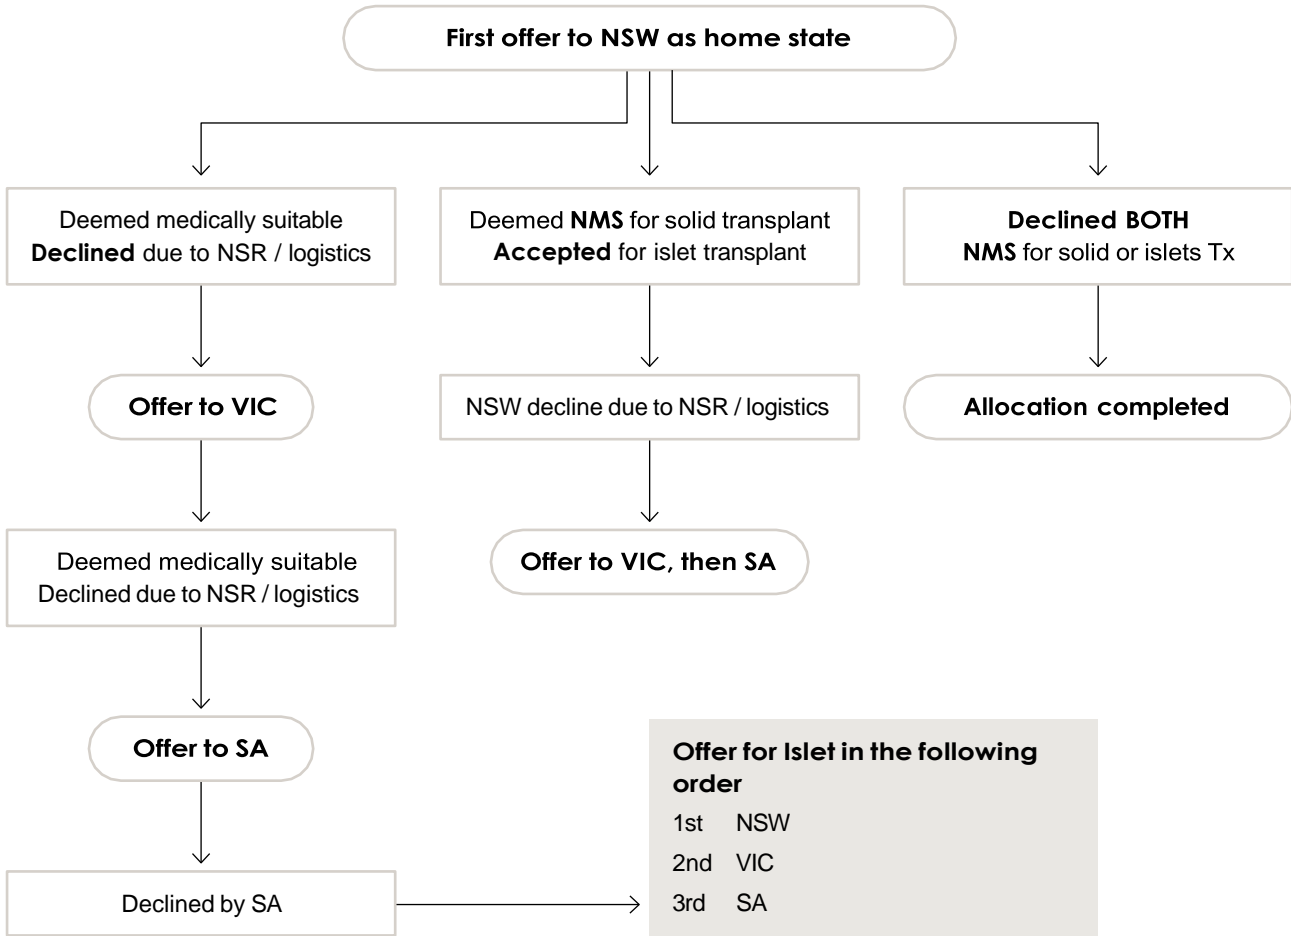 First offer to NSW as home state
Deemed medically suitable
Declined due to NSR / logistics
Deemed NMS for solid transplant
Accepted for islet transplant
Declined BOTH
NMS for solid or islets Tx
Offer to VIC
NSW decline due to NSR / logistics
Allocation completed
Deemed medically suitable
Declined due to NSR / logistics
Offer to VIC, then SA
Offer to SA
Declined by SA
Offer for Islet in the following
order
1st NSW
2nd VIC
3rd SA